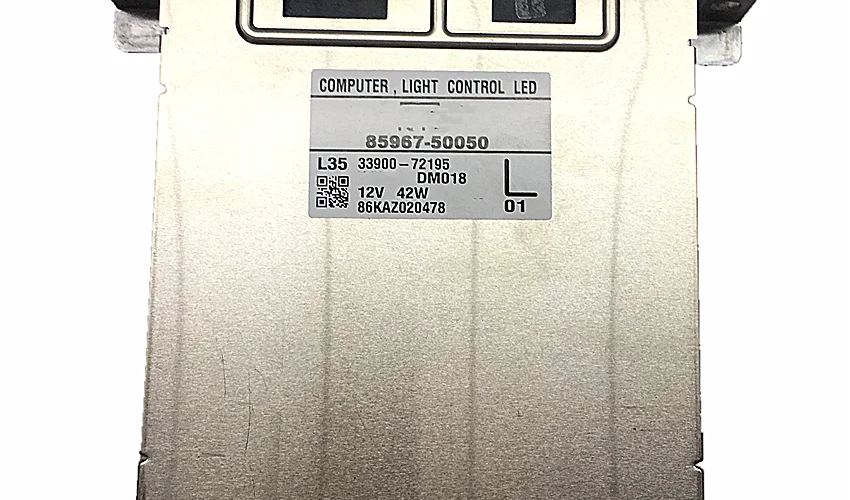 COMPUTER , LIGHT CONTROL LED
85967-50050
L35 33900-72195
DM018
12V 42W
86KAZ020478
L
01